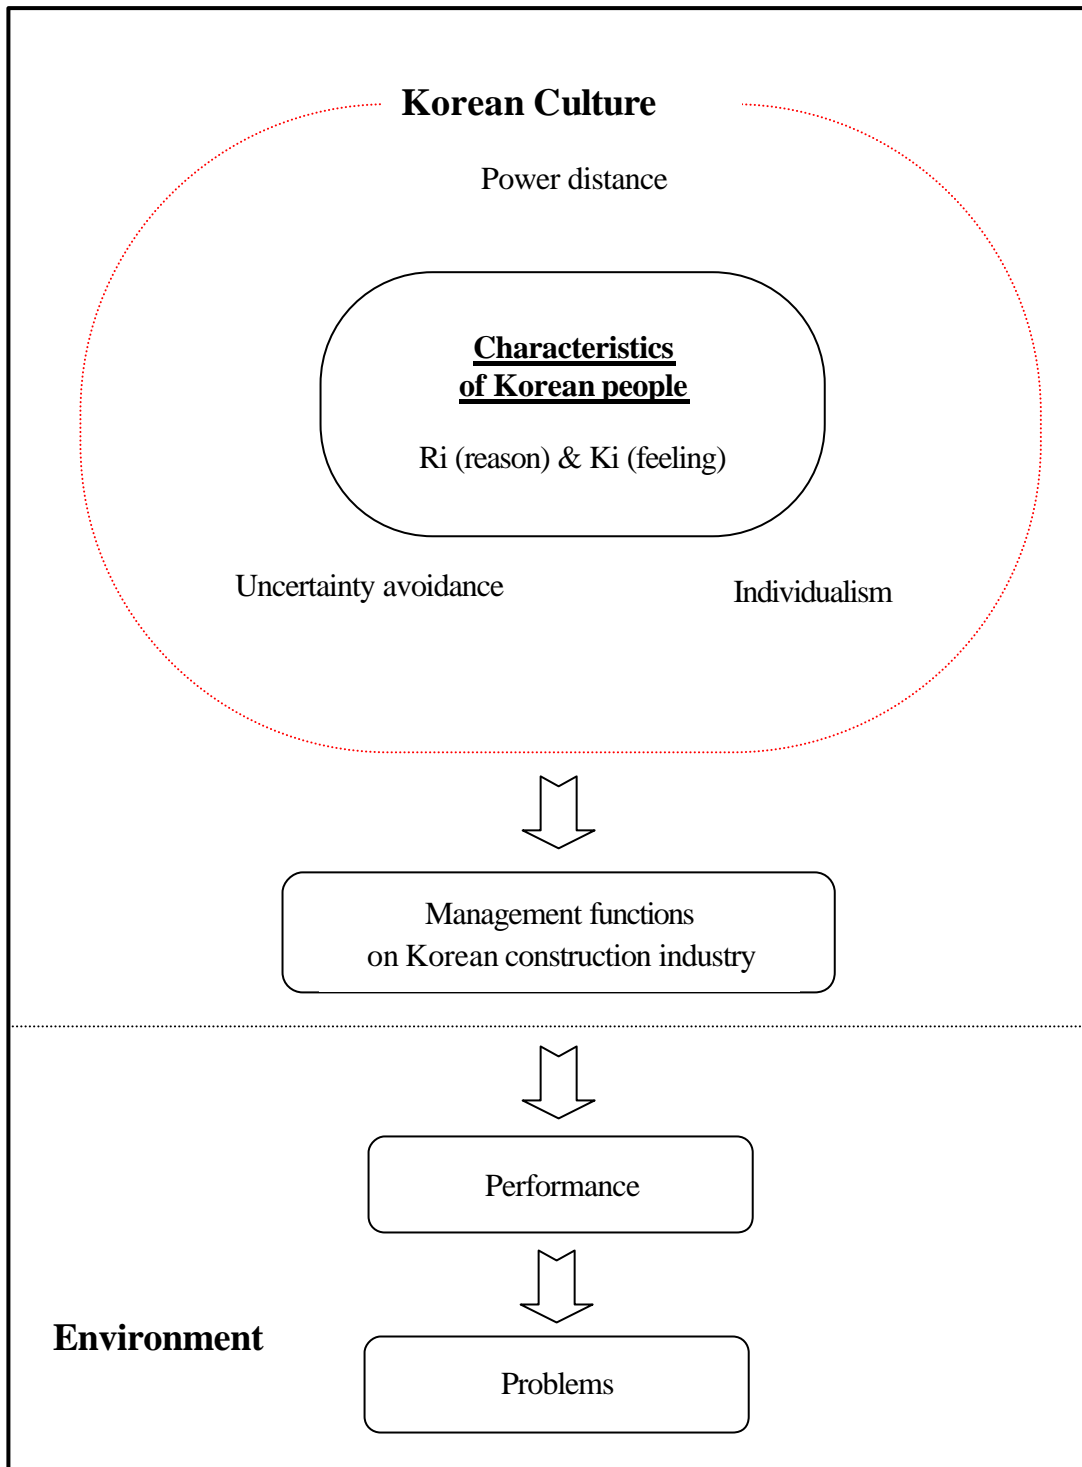 Korean Culture
Power distance
Characteristics
of Korean people
Ri (reason) & Ki (feeling)
Uncertainty avoidance
Individualism
Management functions
on Korean construction industry
Performance
Environment
Problems